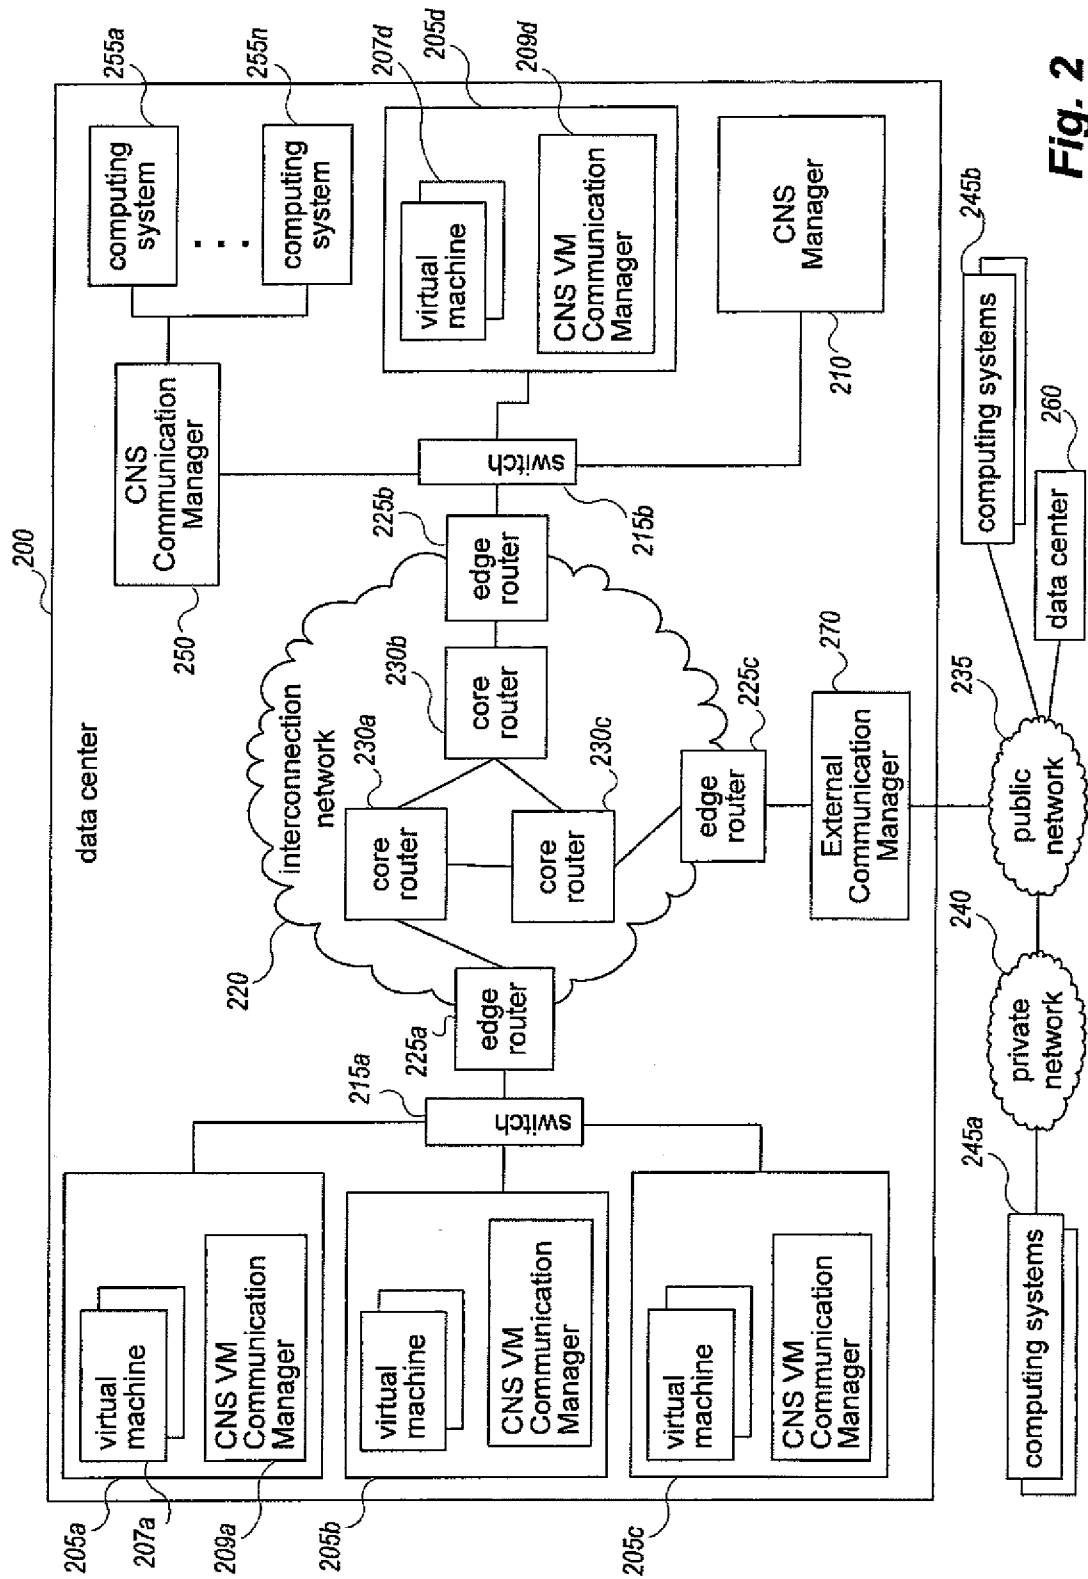 200
data center
205a
207a
209a
virtual
machine
CNS VM
Communication
Manager
205b
virtual
machine
CNS VM
Communication
Manager
205c
virtual
machine
CNS VM
Communication
Manager
215a
switch
225a
edge
router
220
interconnection
network
230a
core
router
230b
core
router
230c
core
router
225b
edge
router
225c
edge
router
215b
switch
250
CNS
Communication
Manager
255a
computing
system
. . .
255n
computing
system
207d
205d
209d
virtual
machine
CNS VM
Communication
Manager
CNS
Manager
210
270
External
Communication
Manager
245a
computing systems
240
private
network
235
public
network
245b
computing systems
260
data center
Fig. 2